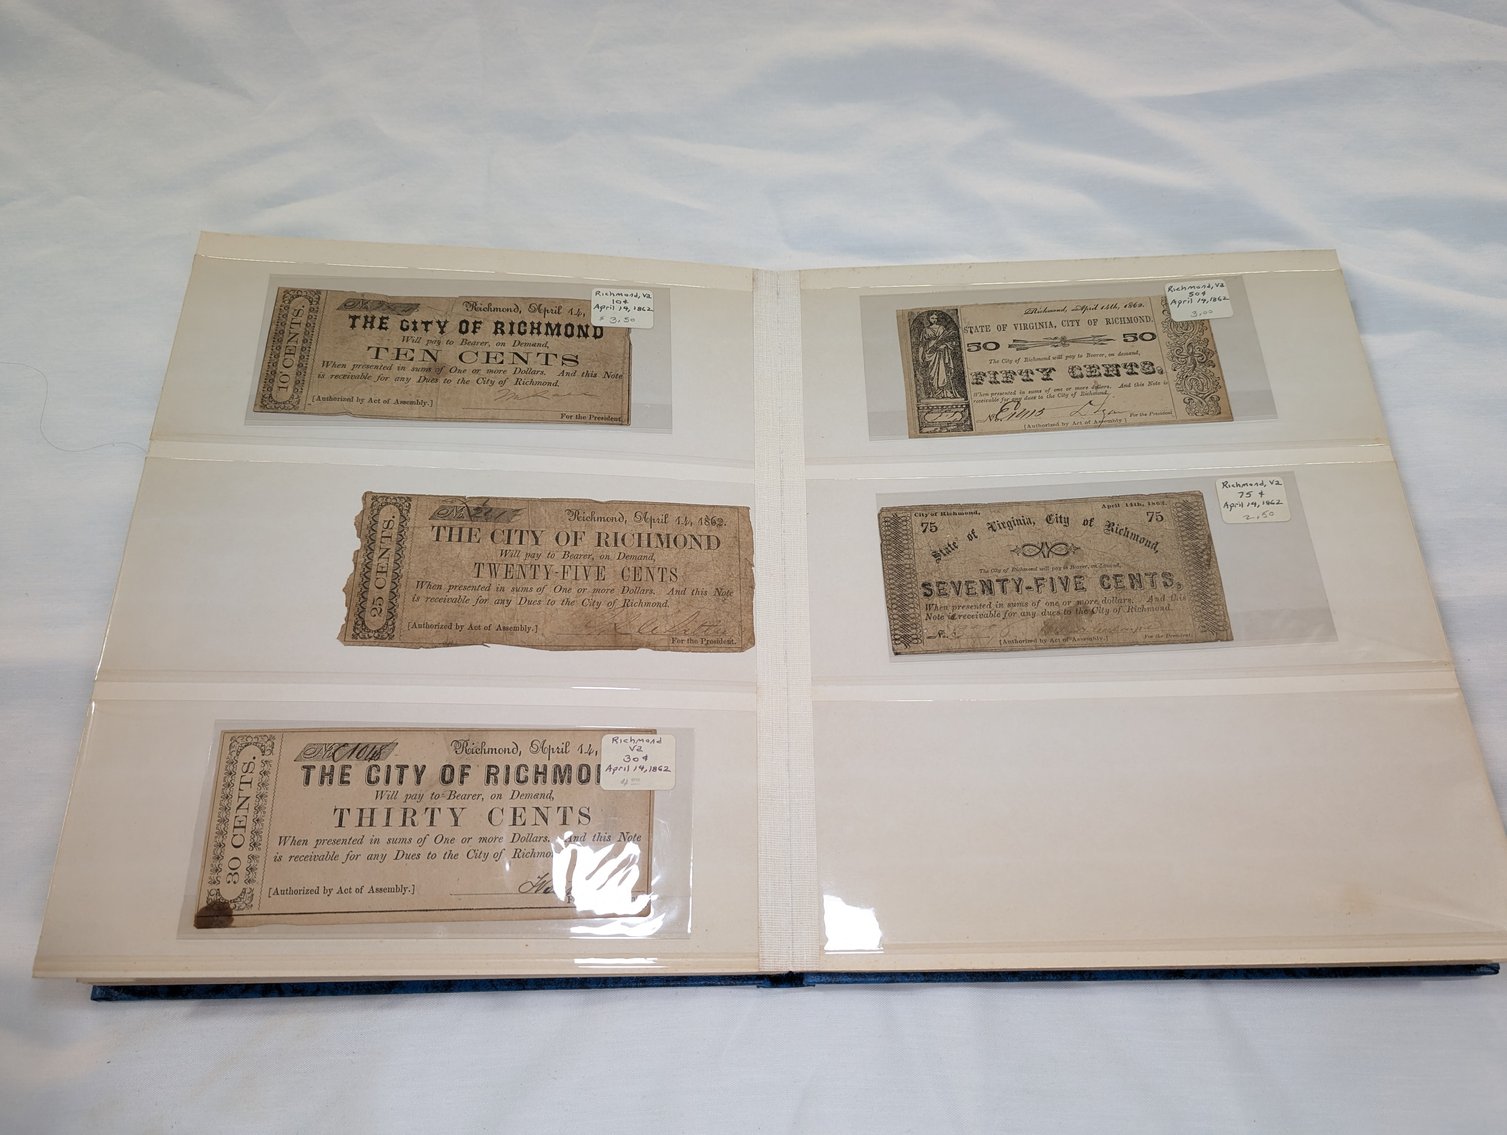 10 CENTS.
Richmond, April 14,
THE CITY OF RICHMOND
Will pay to Bearer, on Demand,
TEN CENTS
When presented in sums of One or more Dollars. And this Note
is receivable for any Dues to the City of Richmond.
[Authorized by Act of Assembly.]
For the President
Richmond, Va
10¢
April 14, 1862
3.50
25 CENTS.
Richmond, April 14, 1862.
THE CITY OF RICHMOND
Will pay to Bearer, on Demand,
TWENTY-FIVE CENTS
When presented in sums of One or more Dollars. And this Note
is receivable for any Dues to the City of Richmond.
[Authorized by Act of Assembly.]
For the President.
30 CENTS.
Richmond, April 14,
THE CITY OF RICHMO
Will pay to Bearer, on Demand,
THIRTY CENTS
When presented in sums of One or more Dollars. And this Note
is receivable for any Dues to the City of Richmo
[Authorized by Act of Assembly.]
Richmond
Va
30¢
April 14, 1862
Richmond, April 14th, 1862.
STATE OF VIRGINIA, CITY OF RICHMOND.
50 50
The City of Richmond will pay to Bearer, on demand,
FIFTY CENTS,
When presented in sums of one or more dollars. And this Note is
receivable for any dues to the City of Richmond,
No.
For the President
[Authorized by Act of Assembly.]
Richmond, Va
50¢
April 14, 1862
3.00
City of Richmond, April 14th, 1862.
75 75
State of Virginia, City of Richmond,
The City of Richmond will pay to Bearer, on demand,
SEVENTY-FIVE CENTS,
When presented in sums of one or more dollars. And this
Note is receivable for any dues to the City of Richmond.
[Authorized by Act of Assembly.]
For the President
Richmond, Va
75¢
April 14, 1862
2.50